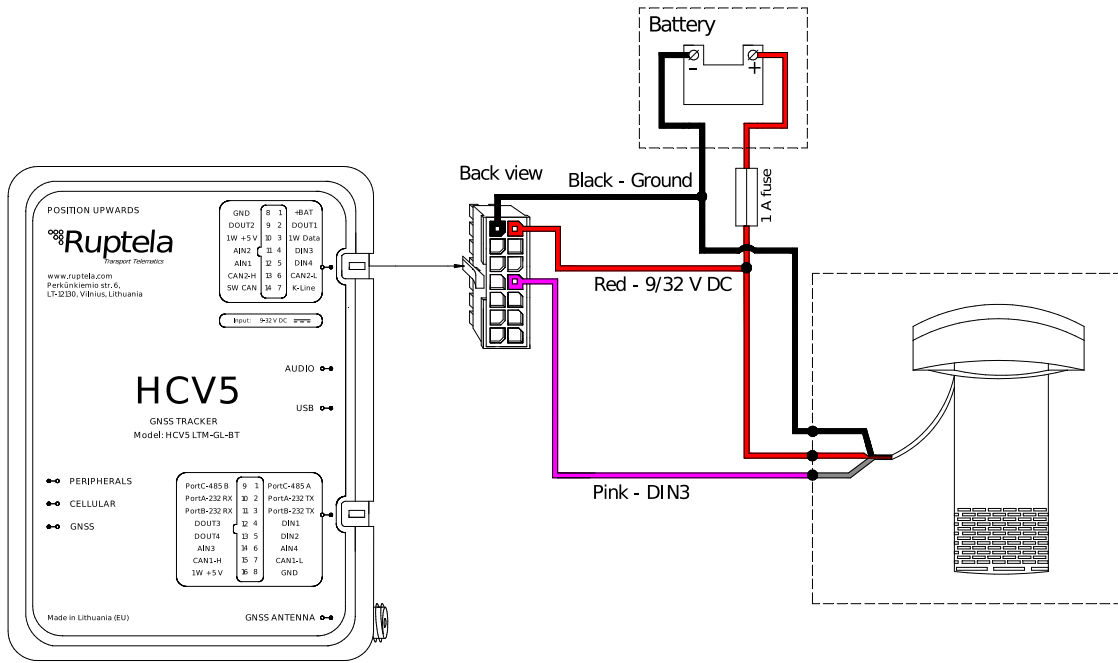 Battery
-
+
1 A fuse
Back view
Black - Ground
Red - 9/32 V DC
Pink - DIN3
POSITION UPWARDS
Ruptela
Transport Telematics
www.ruptela.com
Perkūnkiemio str. 6,
LT-12130, Vilnius, Lithuania
GND 8 1 +BAT
DOUT2 9 2 DOUT1
1W +5 V 10 3 1W Data
AIN2 11 4 DIN3
AIN1 12 5 DIN4
CAN2-H 13 6 CAN2-L
SW CAN 14 7 K-Line
Input: 9-32 V DC
AUDIO
USB
HCV5
GNSS TRACKER
Model: HCV5 LTM-GL-BT
PERIPHERALS
CELLULAR
GNSS
PortC-485 B 9 1 PortC-485 A
PortA-232 RX 10 2 PortA-232 TX
PortB-232 RX 11 3 PortB-232 TX
DOUT3 12 4 DIN1
DOUT4 13 5 DIN2
AIN3 14 6 AIN4
CAN1-H 15 7 CAN1-L
1W +5 V 16 8 GND
Made in Lithuania (EU)
GNSS ANTENNA